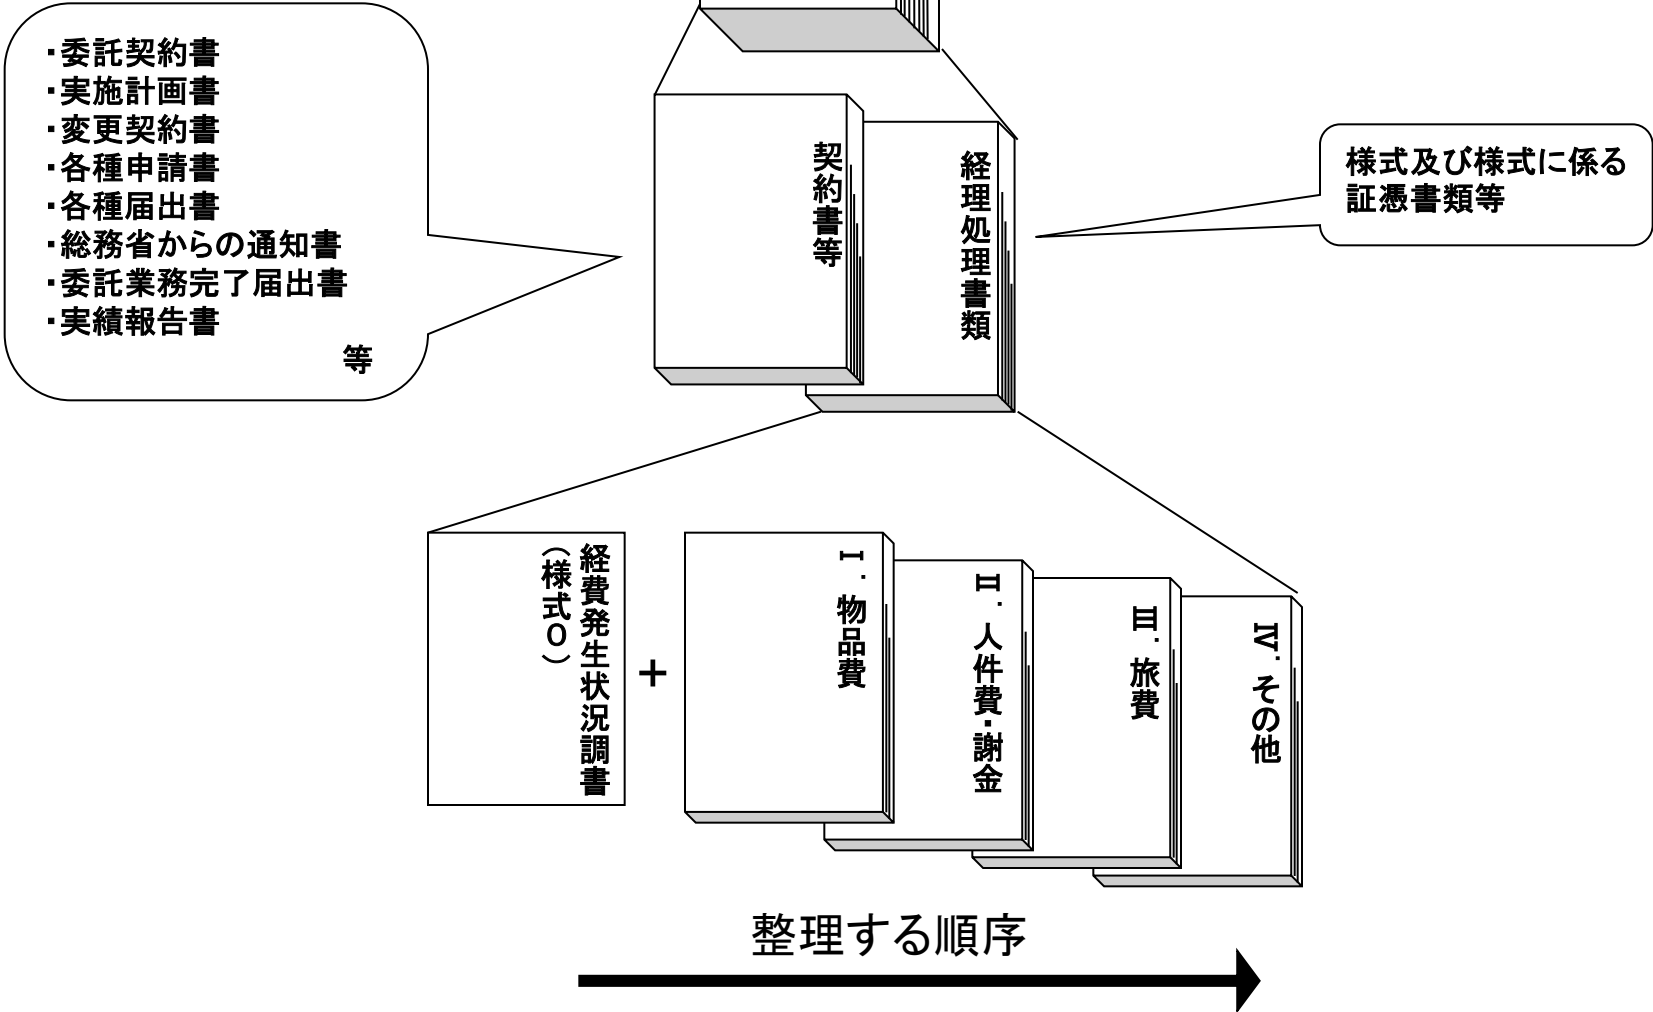 ・委託契約書
・実施計画書
・変更契約書
・各種申請書
・各種届出書
・総務省からの通知書
・委託業務完了届出書
・実績報告書
等
契約書等
経理処理書類
様式及び様式に係る
証憑書類等
経費発生状況調書
（様式０）
＋
Ⅰ．物品費
Ⅱ．人件費・謝金
Ⅲ．旅費
Ⅳ．その他
整理する順序